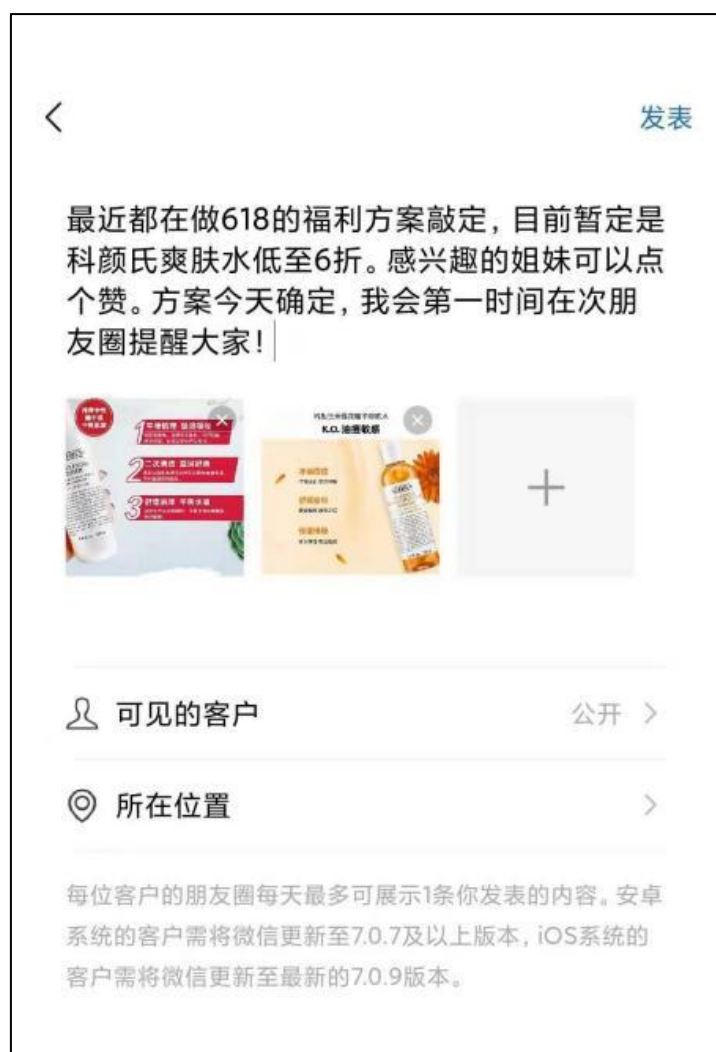 发表
最近都在做618的福利方案敲定，目前暂定是
科颜氏爽肤水低至6折。感兴趣的姐妹可以点
个赞。方案今天确定，我会第一时间在次朋
友圈提醒大家！
K.O. 油痘敏感
可见的客户
公开
所在位置
每位客户的朋友圈每天最多可展示1条你发表的内容。安卓
系统的客户需将微信更新至7.0.7及以上版本，iOS系统的
客户需将微信更新至最新的7.0.9版本。